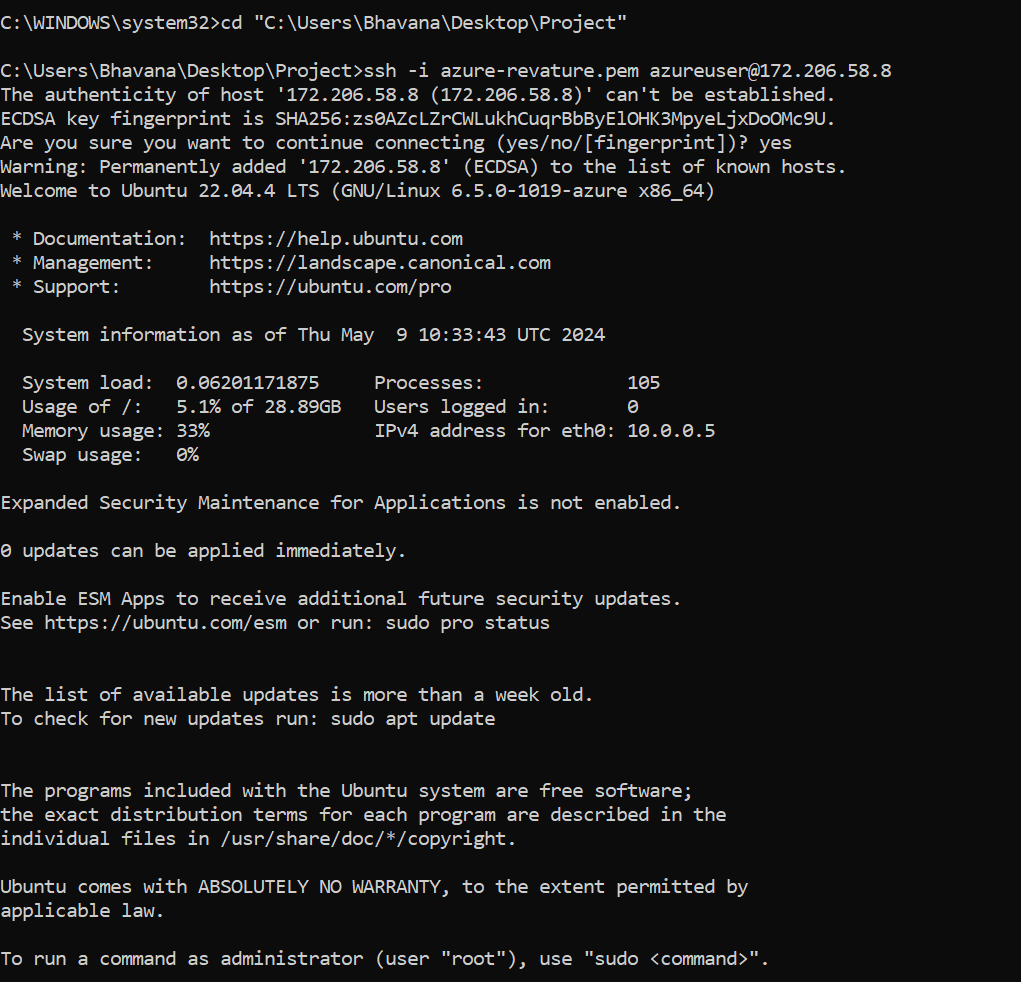 C:\WINDOWS\system32>cd "C:\Users\Bhavana\Desktop\Project"
C:\Users\Bhavana\Desktop\Project>ssh -i azure-revature.pem azureuser@172.206.58.8
The authenticity of host '172.206.58.8 (172.206.58.8)' can't be established.
ECDSA key fingerprint is SHA256:zs0AZcLZrCWLukhCuqrBbByElOHK3MpyeLjxDoOMc9U.
Are you sure you want to continue connecting (yes/no/[fingerprint])? yes
Warning: Permanently added '172.206.58.8' (ECDSA) to the list of known hosts.
Welcome to Ubuntu 22.04.4 LTS (GNU/Linux 6.5.0-1019-azure x86_64)
* Documentation:  https://help.ubuntu.com
* Management:     https://landscape.canonical.com
* Support:        https://ubuntu.com/pro
System information as of Thu May  9 10:33:43 UTC 2024
System load:  0.06201171875     Processes:             105
Usage of /:   5.1% of 28.89GB   Users logged in:       0
Memory usage: 33%               IPv4 address for eth0: 10.0.0.5
Swap usage:   0%
Expanded Security Maintenance for Applications is not enabled.
0 updates can be applied immediately.
Enable ESM Apps to receive additional future security updates.
See https://ubuntu.com/esm or run: sudo pro status
The list of available updates is more than a week old.
To check for new updates run: sudo apt update
The programs included with the Ubuntu system are free software;
the exact distribution terms for each program are described in the
individual files in /usr/share/doc/*/copyright.
Ubuntu comes with ABSOLUTELY NO WARRANTY, to the extent permitted by
applicable law.
To run a command as administrator (user "root"), use "sudo <command>".